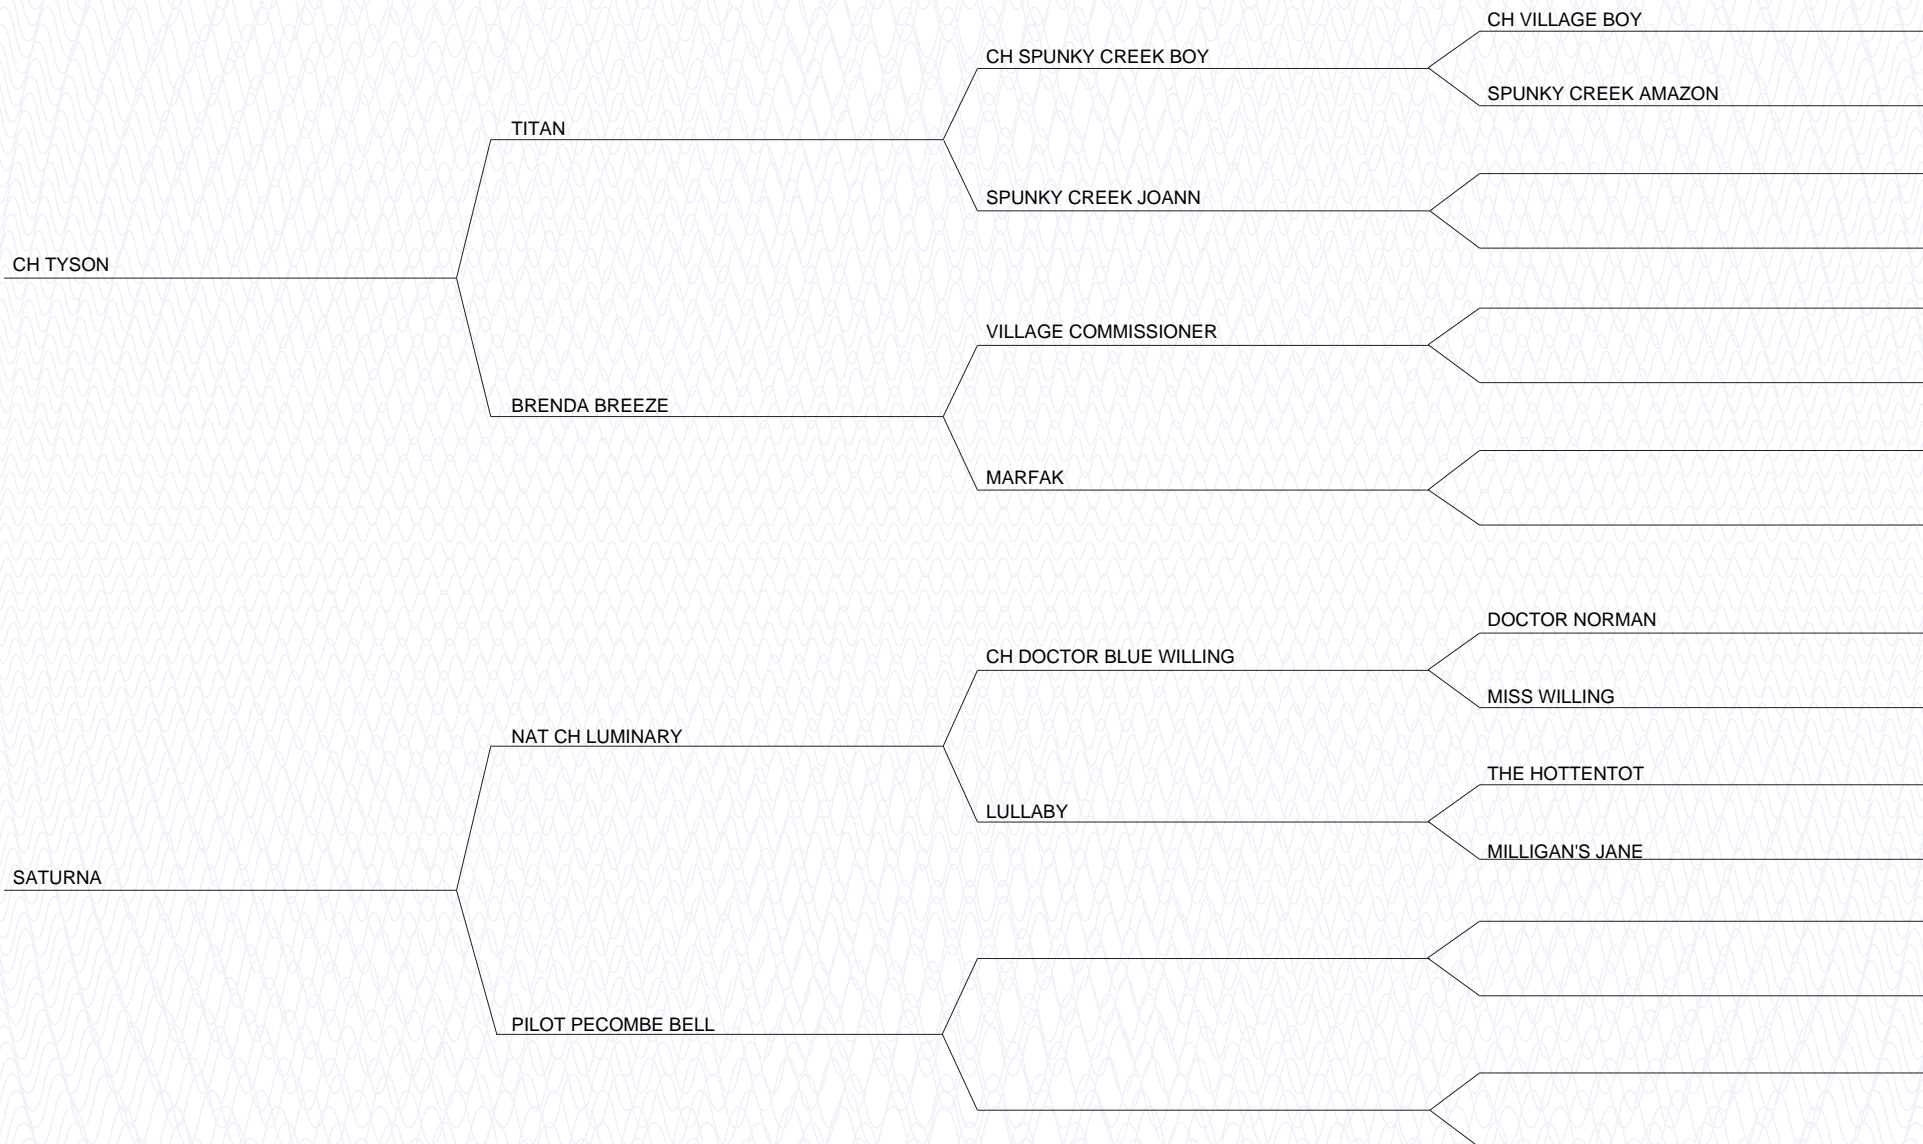 CH VILLAGE BOY
CH SPUNKY CREEK BOY
SPUNKY CREEK AMAZON
TITAN
SPUNKY CREEK JOANN
CH TYSON
VILLAGE COMMISSIONER
BRENDA BREEZE
MARFAK
DOCTOR NORMAN
CH DOCTOR BLUE WILLING
MISS WILLING
NAT CH LUMINARY
THE HOTTENTOT
LULLABY
MILLIGAN'S JANE
SATURNA
PILOT PECOMBE BELL